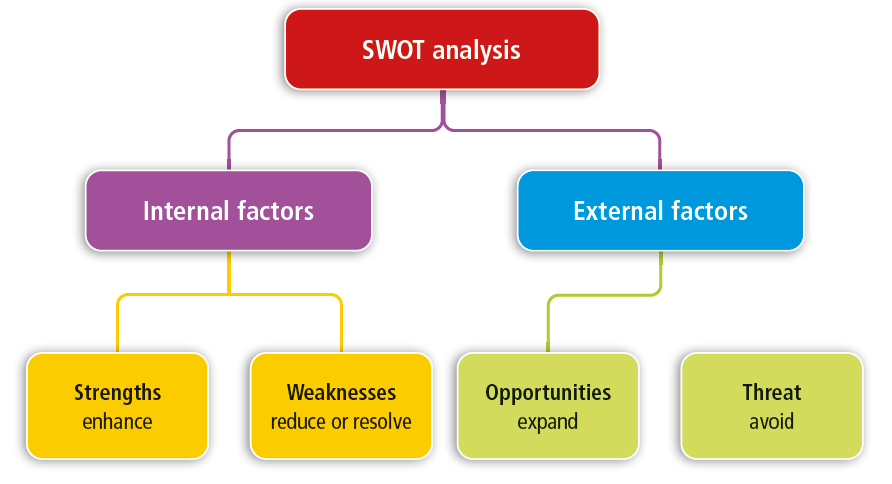 SWOT analysis
Internal factors
External factors
Strengths
enhance
Weaknesses
reduce or resolve
Opportunities
expand
Threat
avoid